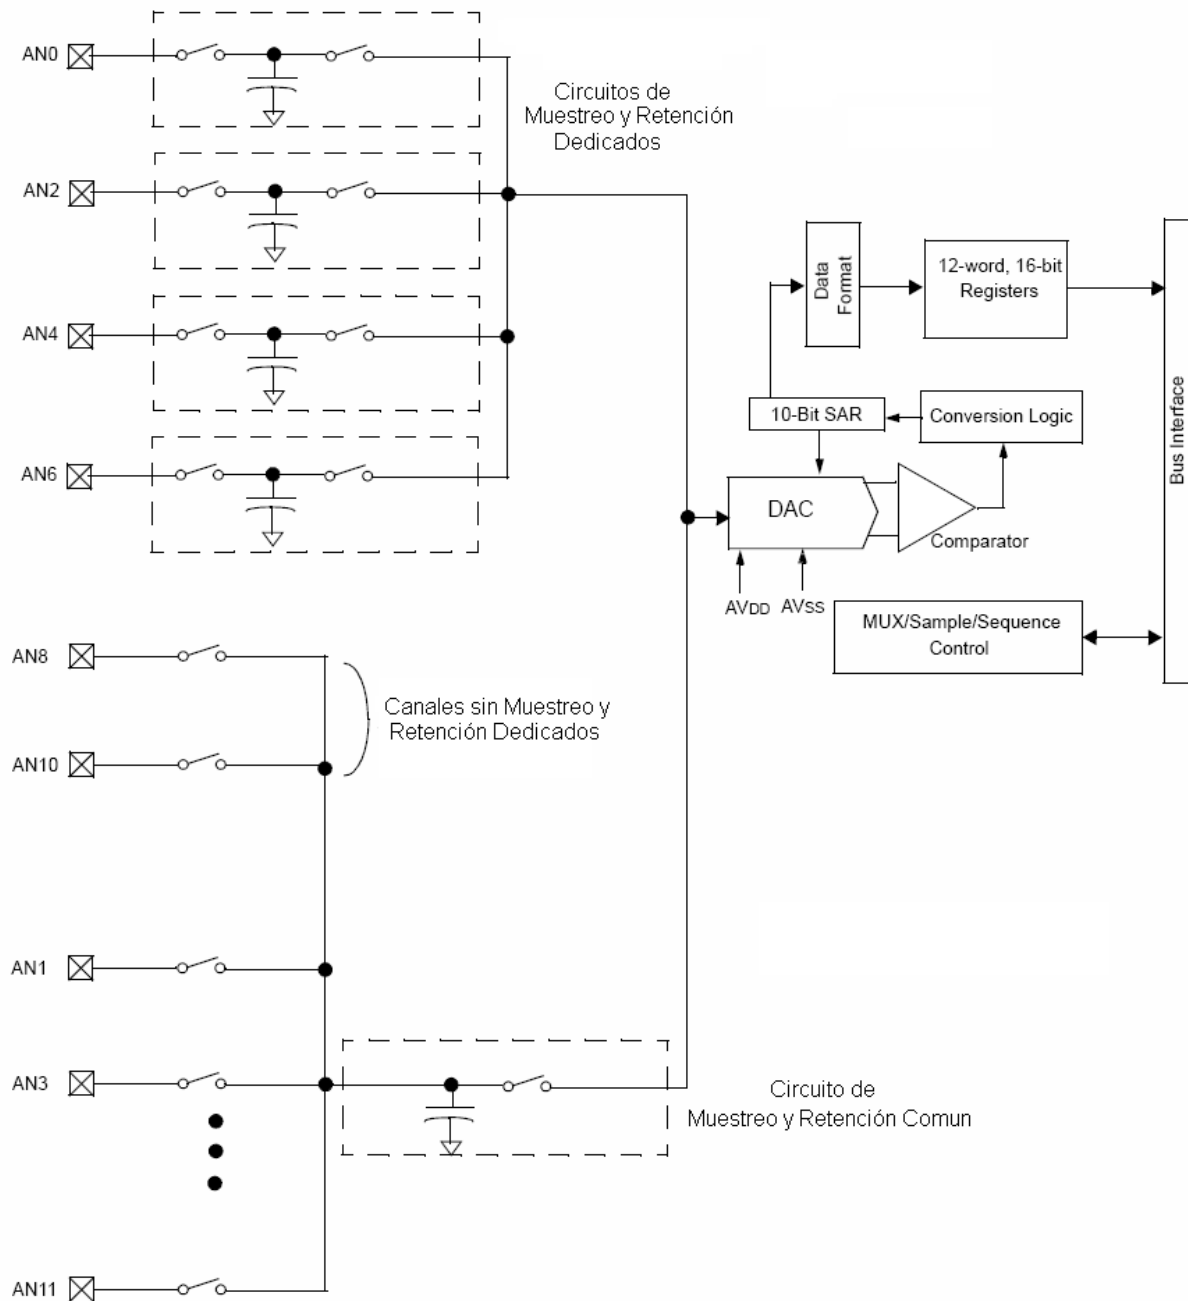 AN0
Circuitos de
Muestreo y Retención
Dedicados
AN2
AN4
AN6
Data
Format
12-word, 16-bit
Registers
10-Bit SAR
Conversion Logic
Bus Interface
DAC
Comparator
AVDD
AVSS
MUX/Sample/Sequence
Control
AN8
Canales sin Muestreo y
Retención Dedicados
AN10
AN1
AN3
Circuito de
Muestreo y Retención Comun
AN11